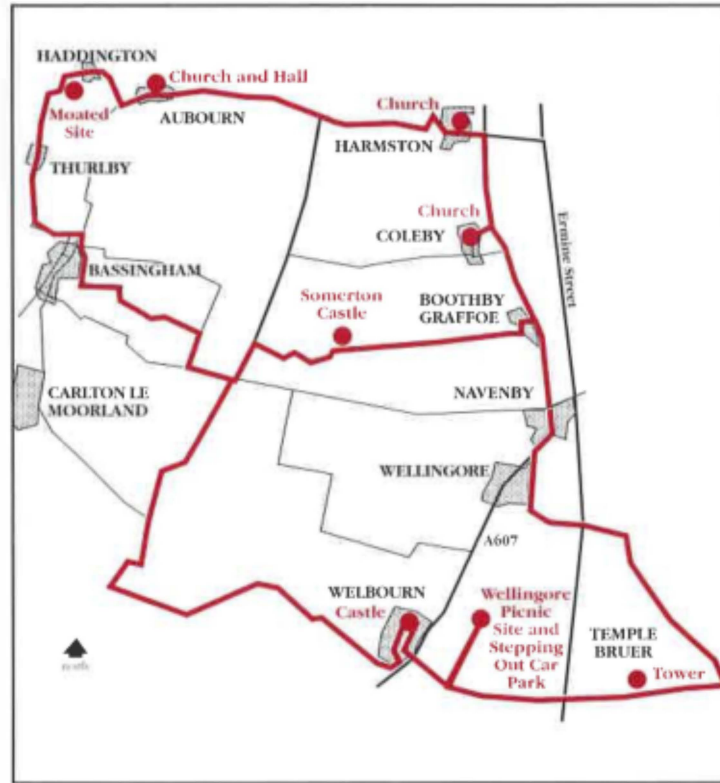 HADDINGTON
Church and Hall
Moated
Site
AUBOURN
Church
HARMSTON
THURLBY
Church
COLEBY
Ermine Street
BASSINGHAM
Somerton
Castle
BOOTHBY
GRAFFOE
CARLTON LE
MOORLAND
NAVENBY
WELLINGORE
A607
WELBOURN
Castle
Wellingore
Picnic
Site and
Stepping
Out Car
Park
TEMPLE
BRUER
Tower
north